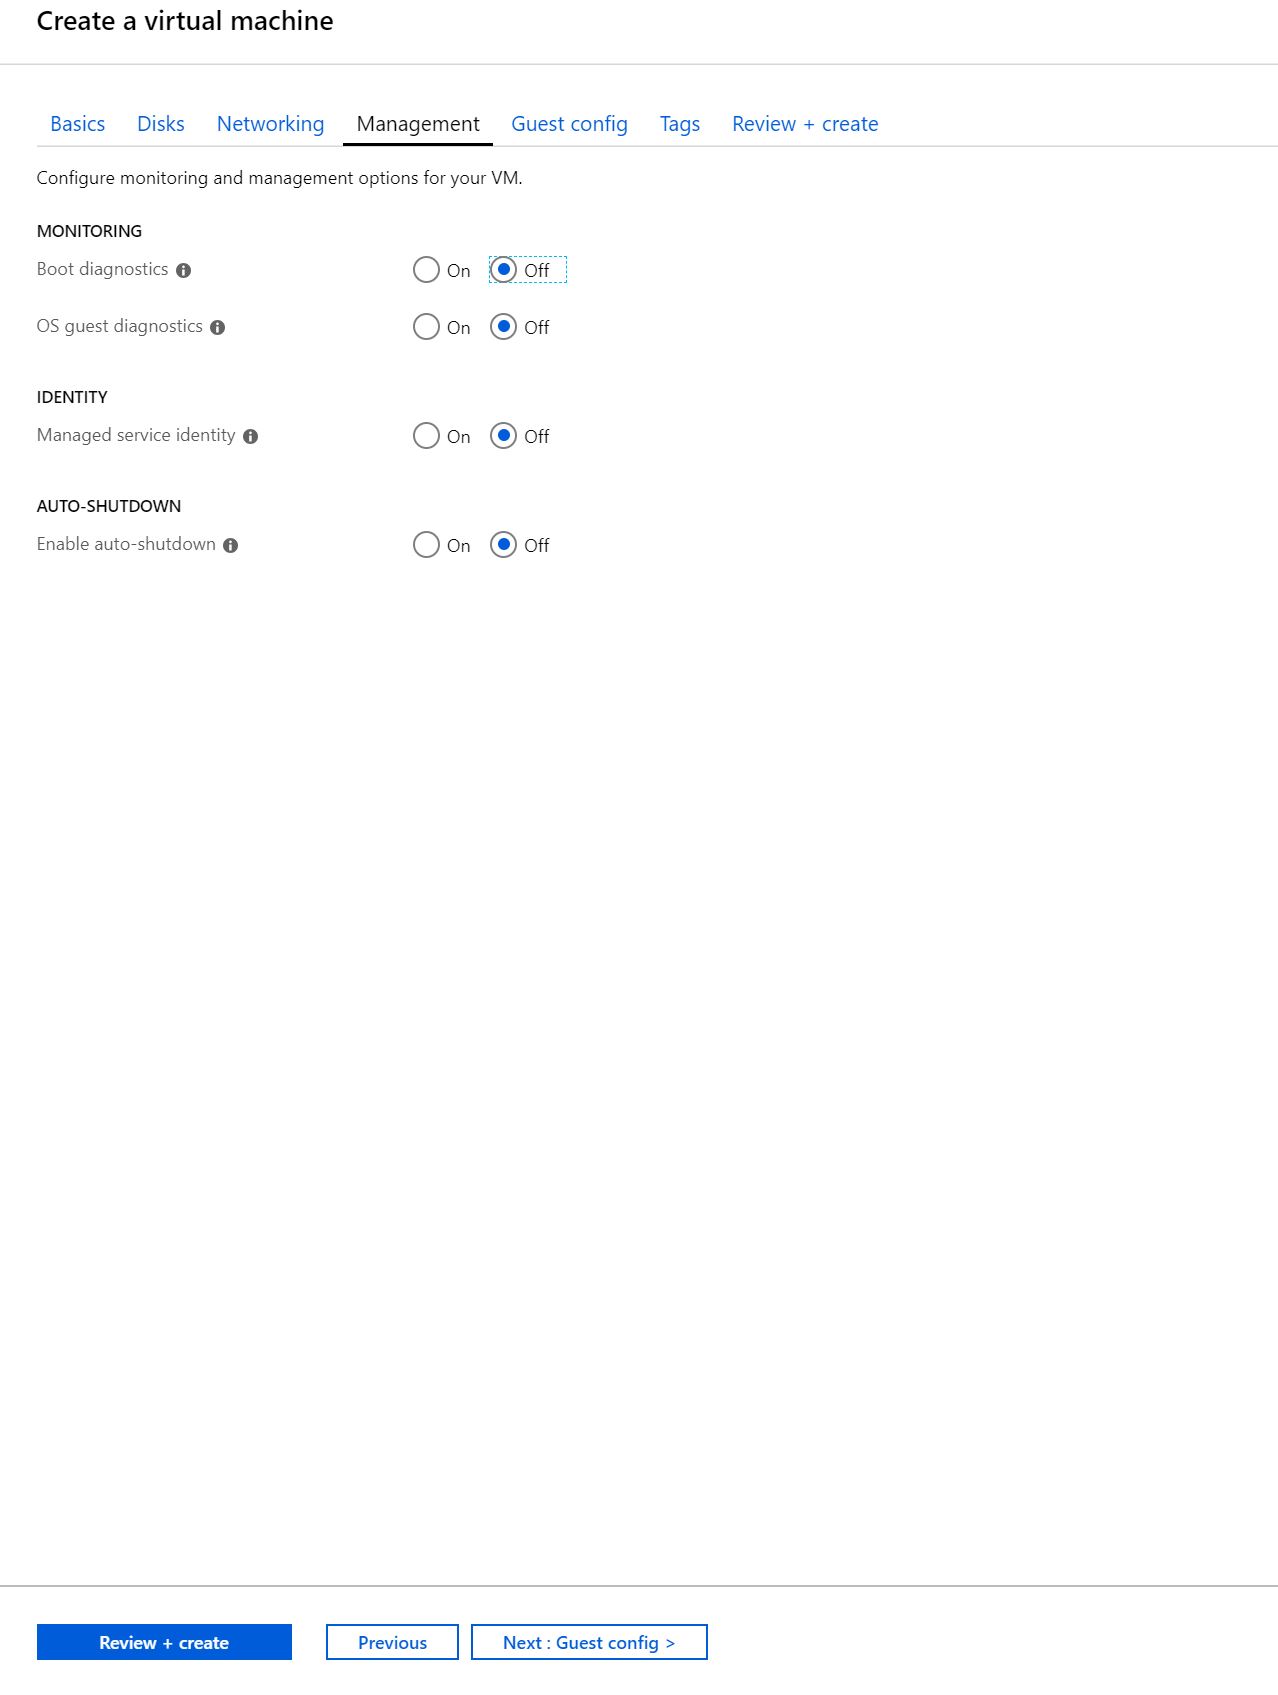 Create a virtual machine
Basics Disks Networking Management Guest config Tags Review + create
Configure monitoring and management options for your VM.
MONITORING
Boot diagnostics On Off
OS guest diagnostics On Off
IDENTITY
Managed service identity On Off
AUTO-SHUTDOWN
Enable auto-shutdown On Off
Review + create Previous Next : Guest config >